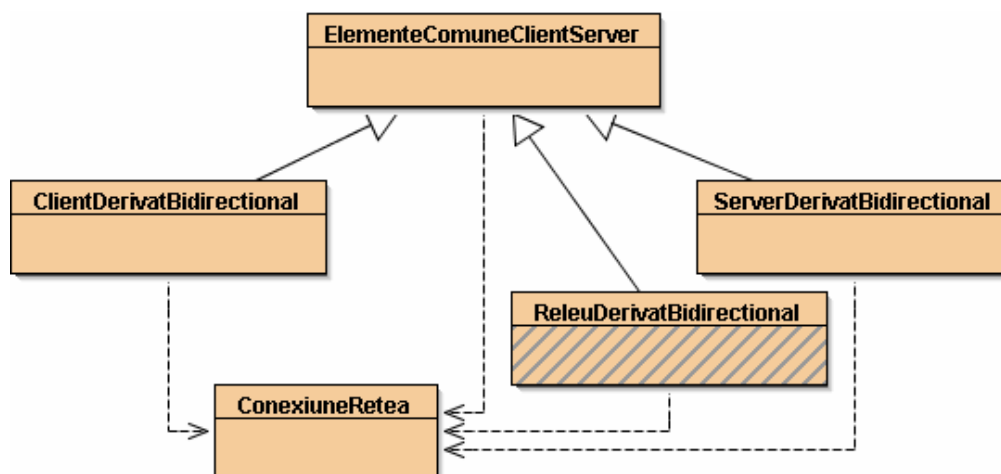 ElementeComuneClientServer
ClientDerivatBidirectional
ServerDerivatBidirectional
ReleuDerivatBidirectional
ConexiuneRetea